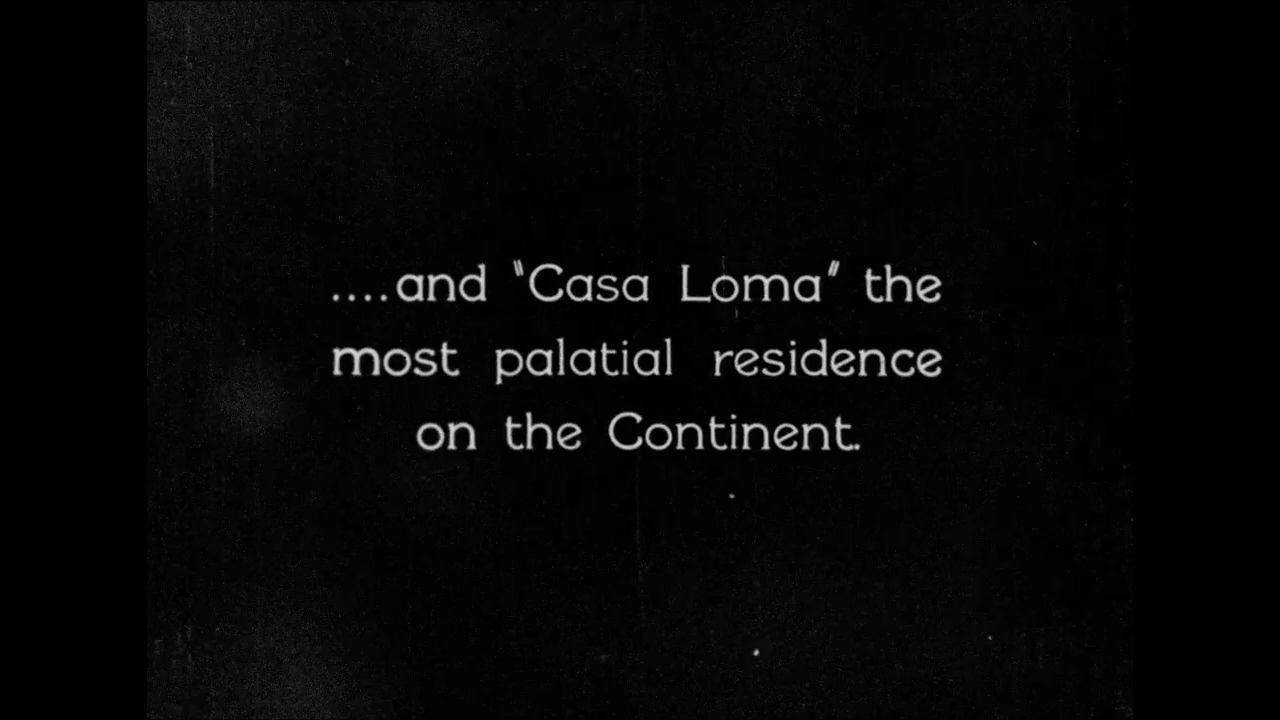 ....and "Casa Loma" the
most palatial residence
on the Continent.